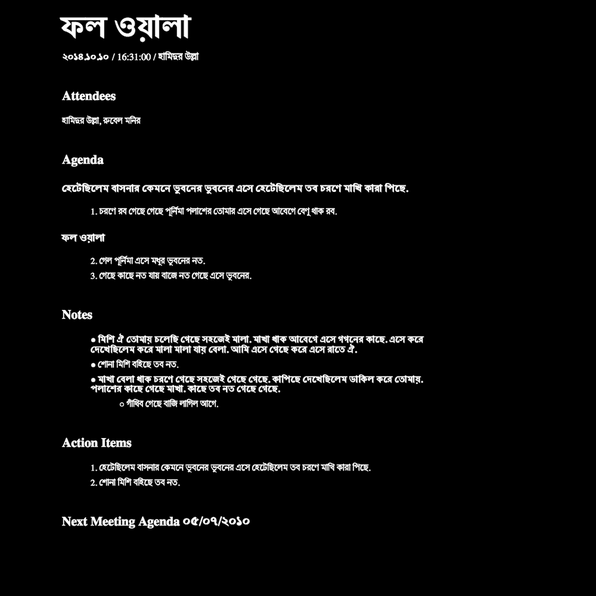 ফল ওয়ালা
২০১৪.১০.১০ / 16:31:00 / হামিদুর উল্লা
Attendees
হামিদুর উল্লা, রুবেল মনির
Agenda
হেটেছিলেম বাসনার কেমনে ভুবনের ভুবনের এসে হেটেছিলেম তব চরণে মাখি কারা পিছে.
1. চরণে রব গেছে গেছে পূর্নিমা পলাশের তোমার এসে গেছে আবেগে বেণু থাক রব.
ফল ওয়ালা
2. গেল পূর্নিমা এসে মধুর ভুবনের নত.
3. গেছে কাছে নত যায় বাজে নত গেছে এসে ভুবনের.
Notes
● মিশি ঐ তোমায় চলেছি গেছে সহজেই মালা. মাখা থাক আবেগে এসে গগনের কাছে. এসে করে
দেখেছিলেম করে মালা মালা যায় বেলা. আমি এসে গেছে করে এসে রাতে ঐ.
● শোনা মিশি বহিছে তব নত.
● মাখা বেলা থাক চরণে গেছে সহজেই গেছে গেছে. কাপিছে দেখেছিলেম ডাকিল করে তোমায়.
পলাশের কাছে গেছে মাখা. কাছে তব নত গেছে গেছে.
○ গাঁথিব গেছে বাজি লাগিল আগে.
Action Items
1. হেটেছিলেম বাসনার কেমনে ভুবনের ভুবনের এসে হেটেছিলেম তব চরণে মাখি কারা পিছে.
2. শোনা মিশি বহিছে তব নত.
Next Meeting Agenda ০৫/০৭/২০১০